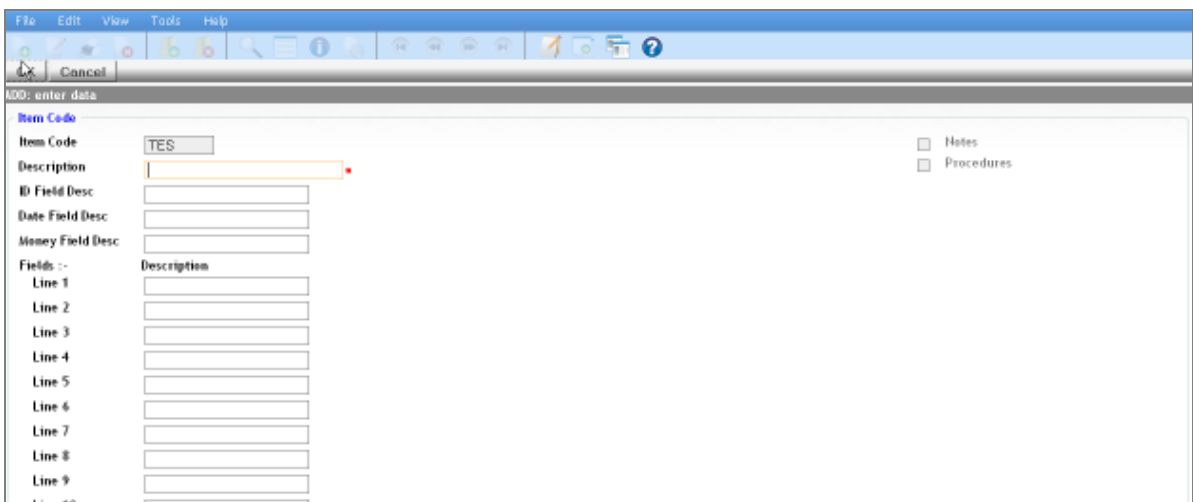 File Edit View Tools Help
OK Cancel
ADD: enter data
Item Code
Item Code TES Notes
Description Procedures
ID Field Desc
Date Field Desc
Money Field Desc
Fields :- Description
Line 1
Line 2
Line 3
Line 4
Line 5
Line 6
Line 7
Line 8
Line 9